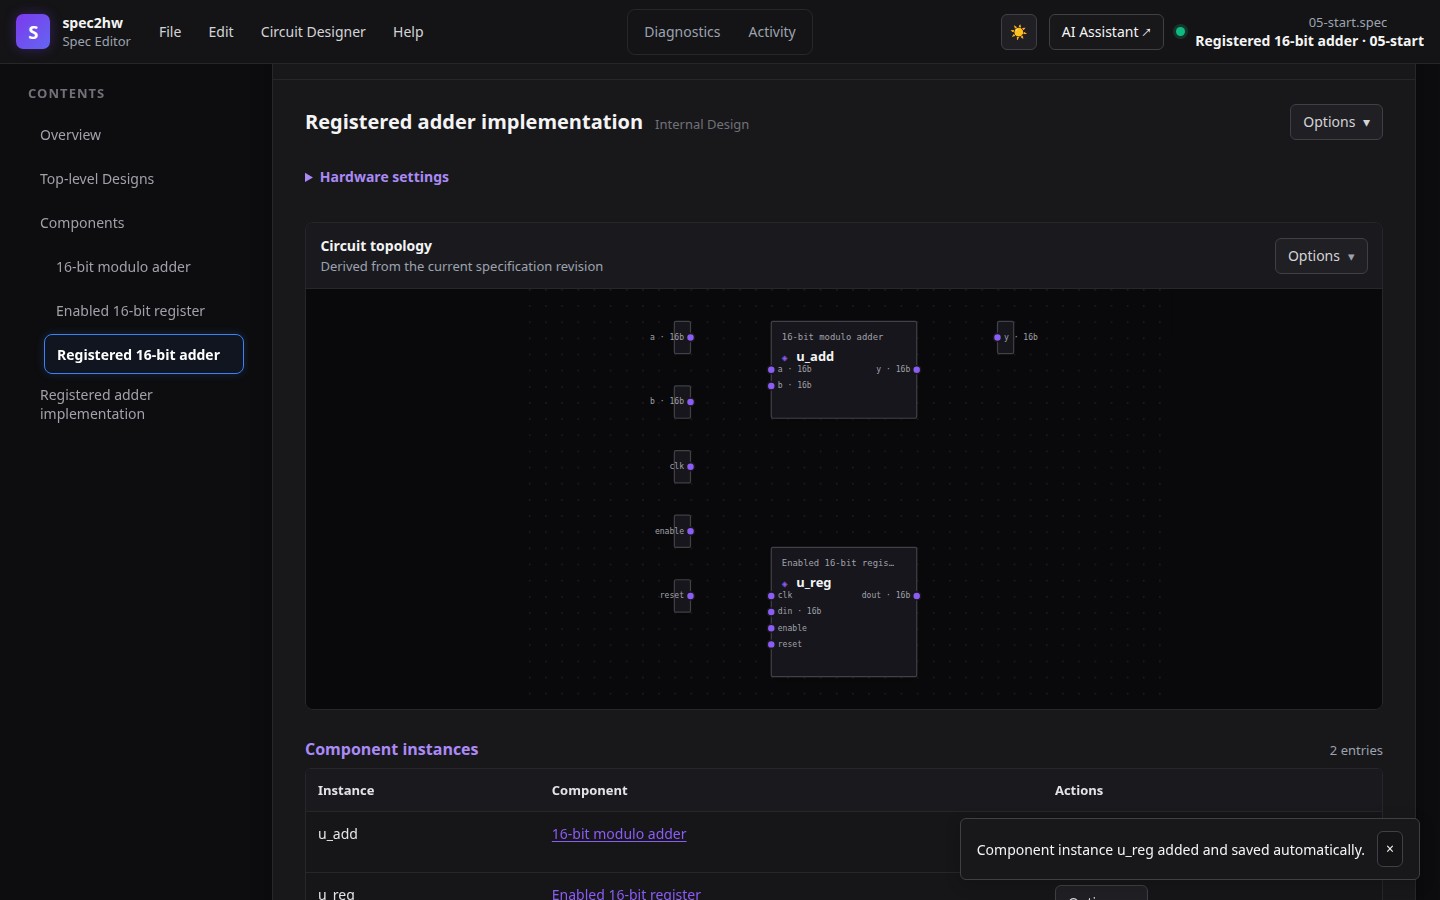 S
spec2hw
Spec Editor
File
Edit
Circuit Designer
Help
Diagnostics
Activity
AI Assistant ↗
05-start.spec
Registered 16-bit adder · 05-start
CONTENTS
Overview
Top-level Designs
Components
16-bit modulo adder
Enabled 16-bit register
Registered 16-bit adder
Registered adder
implementation
Registered adder implementation
Internal Design
Options ▾
▶ Hardware settings
Circuit topology
Derived from the current specification revision
Options ▾
a · 16b
b · 16b
clk
enable
reset
16-bit modulo adder
u_add
a · 16b
y · 16b
b · 16b
y · 16b
Enabled 16-bit regis…
u_reg
clk
dout · 16b
din · 16b
enable
reset
Component instances
2 entries
Instance
Component
Actions
u_add
16-bit modulo adder
u_reg
Enabled 16-bit register
Component instance u_reg added and saved automatically.
×